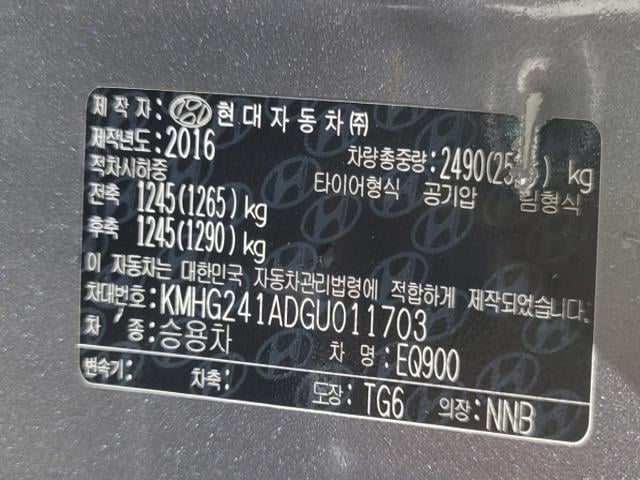 제 작 자: 현대자동차㈜
제작년도: 2016 차량총중량: 2490 kg
적차시하중 타이어형식 공기압 림형식
전축 1245(1265) kg
후축 1245(1290) kg
이 자동차는 대한민국 자동차관리법령에 적합하게 제작되었습니다.
차대번호: KMHG241ADGU011703
차 종: 승용차 차 명: EQ900
변속기: 차축: 도장: TG6 의장: NNB